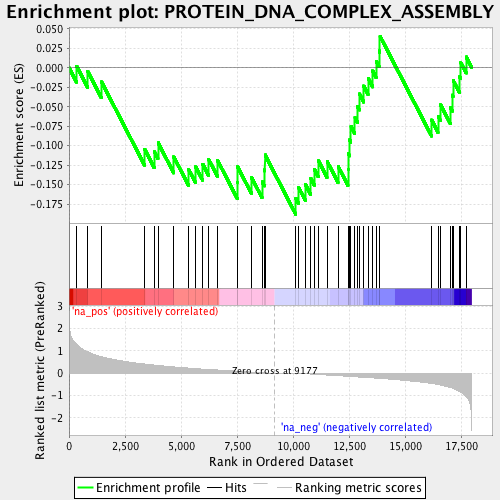 Enrichment plot: PROTEIN_DNA_COMPLEX_ASSEMBLY
Enrichment score (ES)
0.050
0.025
0.000
-0.025
-0.050
-0.075
-0.100
-0.125
-0.150
-0.175
'na_pos' (positively correlated)
Ranked list metric (PreRanked)
3
2
1
0
-1
-2
Zero cross at 9177
'na_neg' (negatively correlated)
0 2,500 5,000 7,500 10,000 12,500 15,000 17,500
Rank in Ordered Dataset
Enrichment profile Hits Ranking metric scores